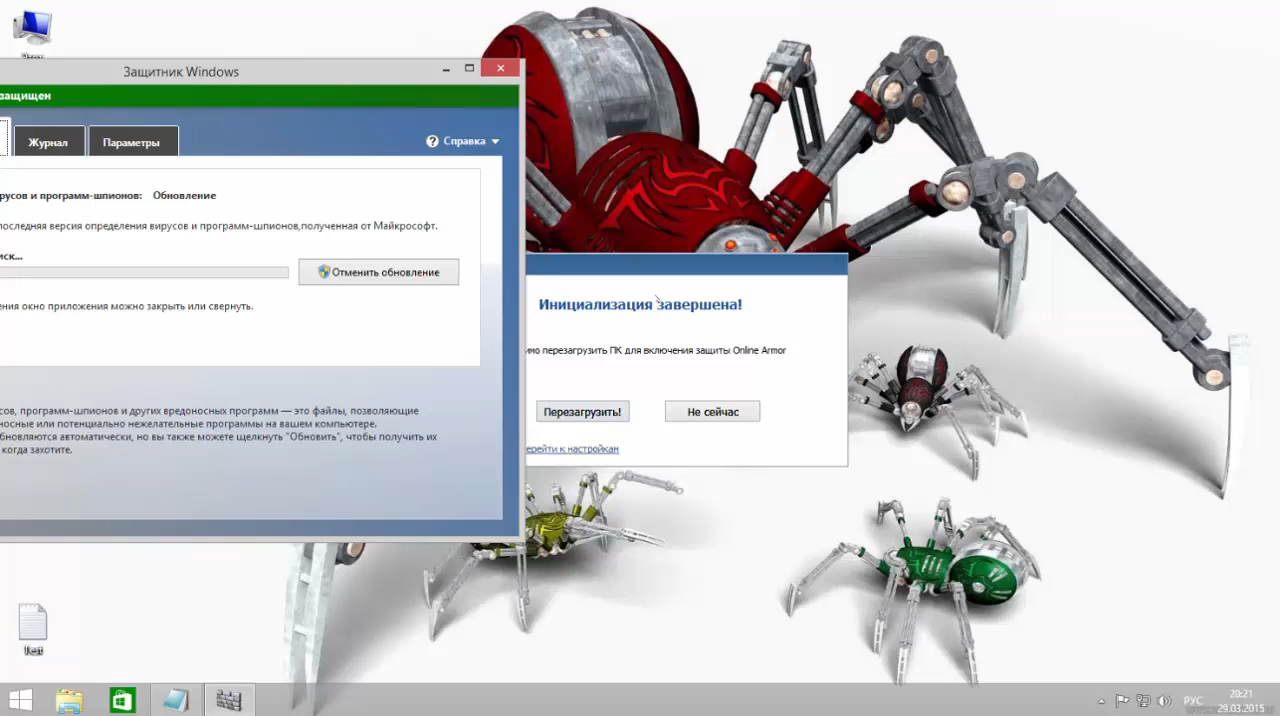 Защитник Windows
защищен
Журнал
Параметры
Справка
русов и программ-шпионов: Обновление
последняя версия определения вирусов и программ-шпионов,полученная от Майкрософт.
иск...
Отменить обновление
ения окно приложения можно закрыть или свернуть.
сов, программ-шпионов и других вредоносных программ — это файлы, позволяющие
носные или потенциально нежелательные программы на вашем компьютере.
бновляются автоматически, но вы также можете щелкнуть "Обновить", чтобы получить их
когда захотите.
Инициализация завершена!
имо перезагрузить ПК для включения защиты Online Armor
Перезагрузить!
Не сейчас
ерейти к настройкам
Test
РУС
20:21
29.03.2015